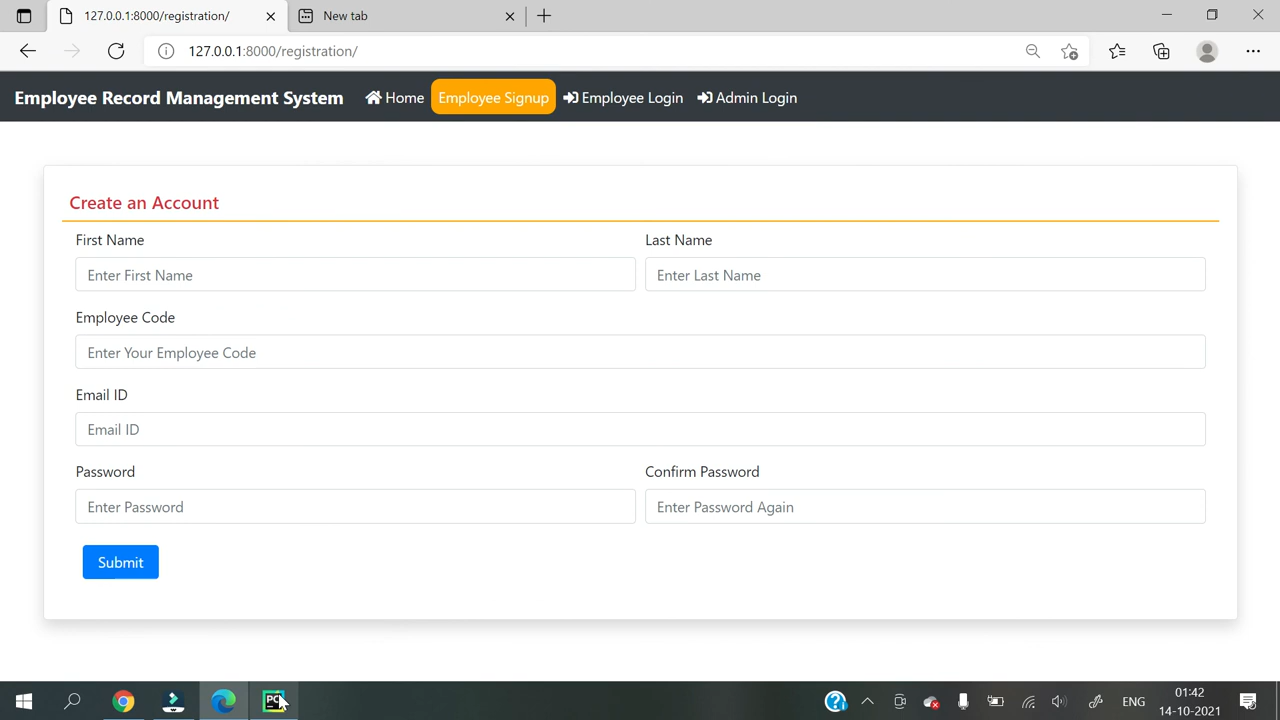 127.0.0.1:8000/registration/
New tab
127.0.0.1:8000/registration/
Employee Record Management System Home Employee Signup Employee Login Admin Login
Create an Account
First Name Last Name
Enter First Name Enter Last Name
Employee Code
Enter Your Employee Code
Email ID
Email ID
Password Confirm Password
Enter Password Enter Password Again
Submit
PC
ENG
01:42
14-10-2021